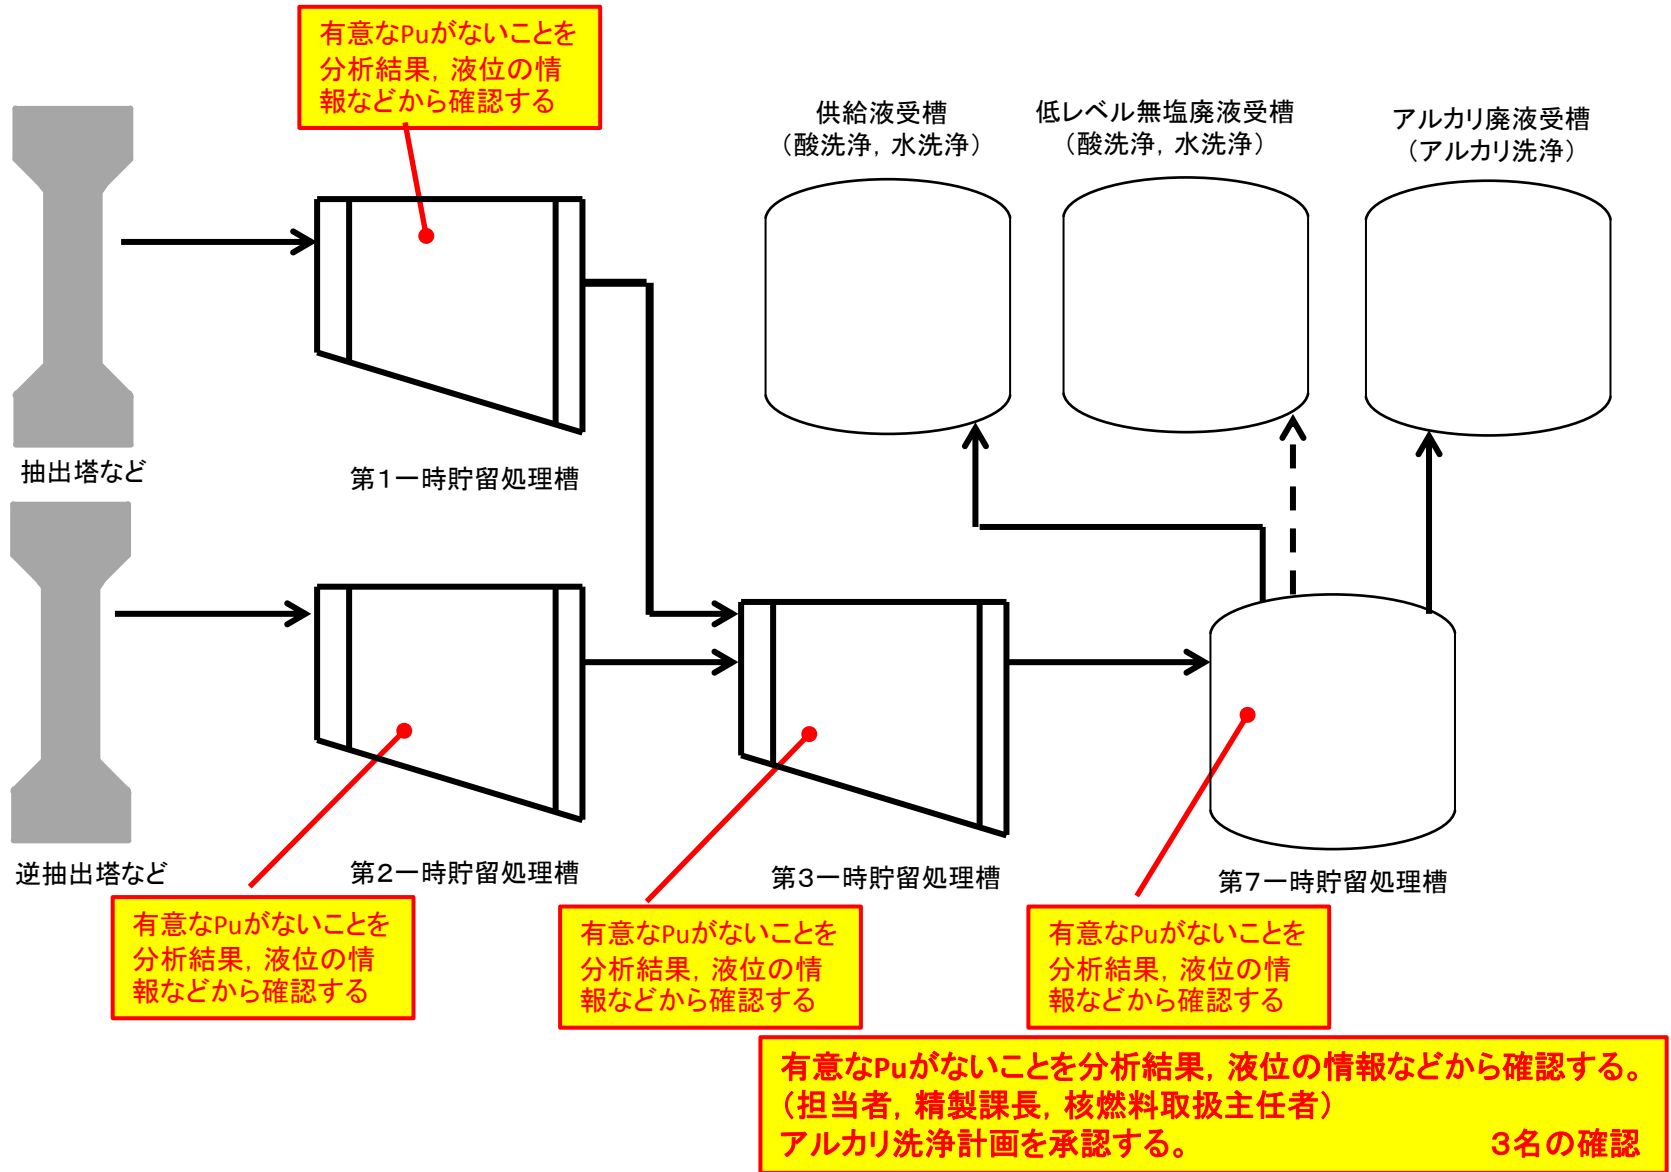 有意なPuがないことを
分析結果，液位の情
報などから確認する
供給液受槽
（酸洗浄，水洗浄）
低レベル無塩廃液受槽
（酸洗浄，水洗浄）
アルカリ廃液受槽
（アルカリ洗浄）
抽出塔など
第１一時貯留処理槽
逆抽出塔など
第２一時貯留処理槽
第３一時貯留処理槽
第７一時貯留処理槽
有意なPuがないことを
分析結果，液位の情
報などから確認する
有意なPuがないことを
分析結果，液位の情
報などから確認する
有意なPuがないことを
分析結果，液位の情
報などから確認する
有意なPuがないことを分析結果，液位の情報などから確認する。
（担当者，精製課長，核燃料取扱主任者）
アルカリ洗浄計画を承認する。　３名の確認